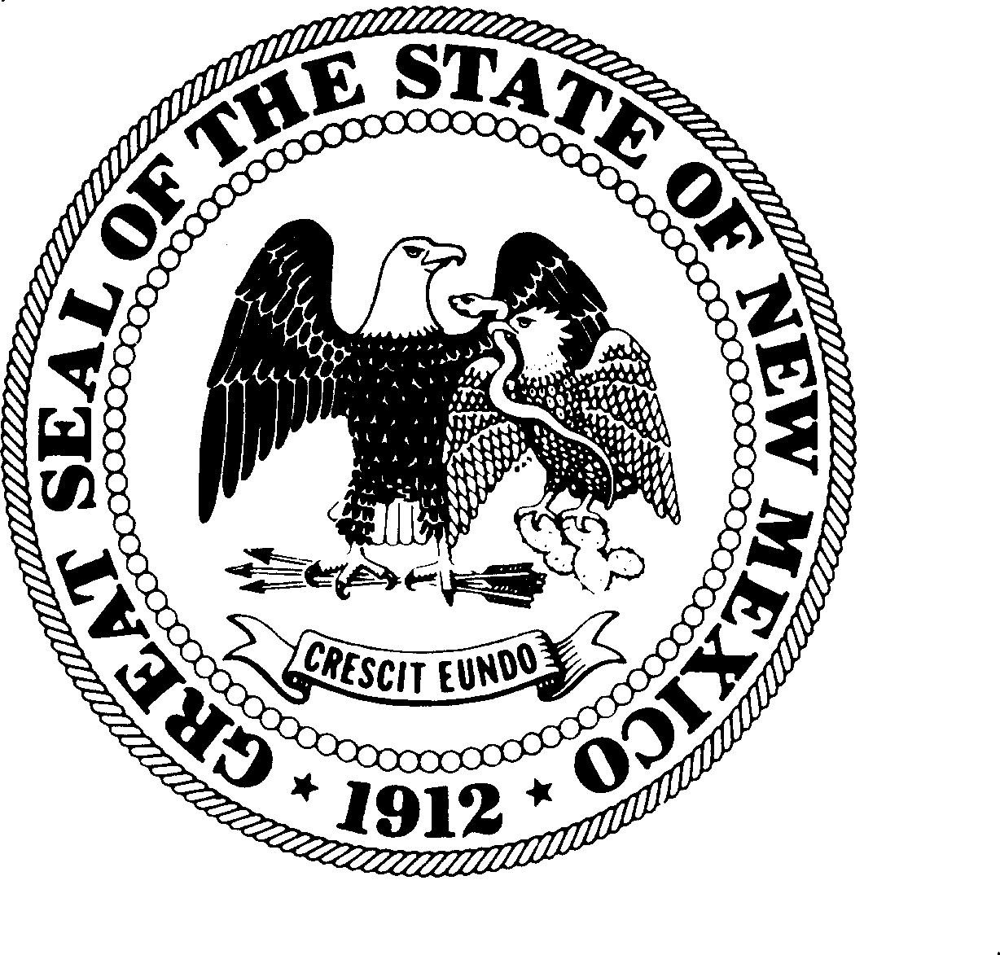 GREAT SEAL OF THE STATE OF NEW MEXICO
CRESCIT EUNDO
1912